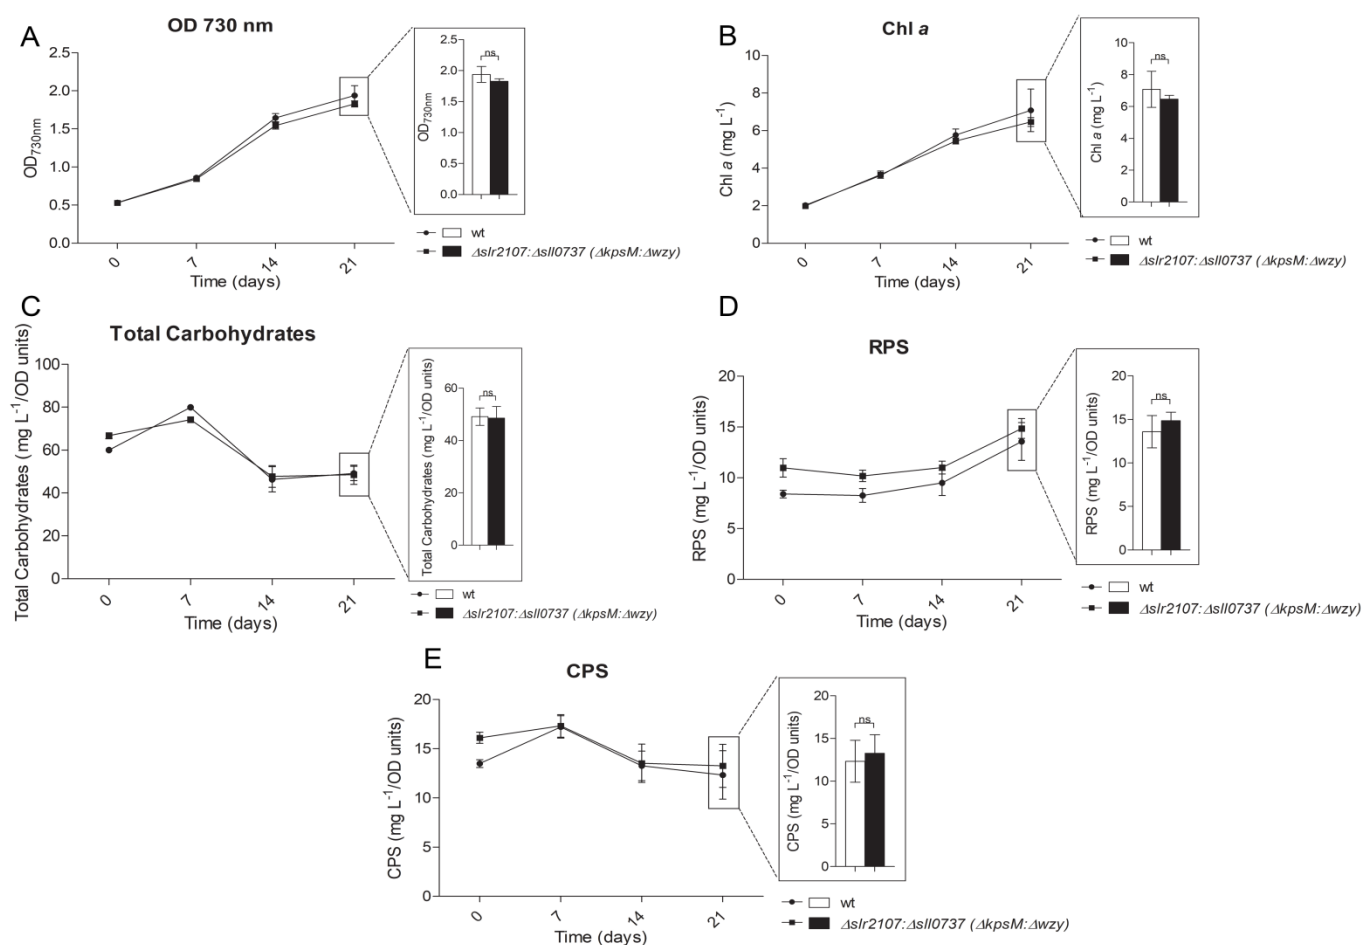 A
OD 730 nm
OD730nm
2.5
2.0
1.5
1.0
0.5
0.0
0
7
14
21
Time (days)
OD730nm
2.5
2.0
1.5
1.0
0.5
0.0
ns
wt
Δslr2107:Δsll0737 (ΔkpsM:Δwzy)
B
Chl a
Chl a (mg L-1)
10
8
6
4
2
0
0
7
14
21
Time (days)
Chl a (mg L-1)
10
8
6
4
2
0
ns
wt
Δslr2107:Δsll0737 (ΔkpsM:Δwzy)
C
Total Carbohydrates
Total Carbohydrates (mg L-1/OD units)
100
80
60
40
20
0
0
7
14
21
Time (days)
Total Carbohydrates (mg L-1/OD units)
60
40
20
0
ns
wt
Δslr2107:Δsll0737 (ΔkpsM:Δwzy)
D
RPS
RPS (mg L-1/OD units)
20
15
10
5
0
0
7
14
21
Time (days)
RPS (mg L-1/OD units)
20
15
10
5
0
ns
wt
Δslr2107:Δsll0737 (ΔkpsM:Δwzy)
E
CPS
CPS (mg L-1/OD units)
20
15
10
5
0
0
7
14
21
Time (days)
CPS (mg L-1/OD units)
20
15
10
5
0
ns
wt
Δslr2107:Δsll0737 (ΔkpsM:Δwzy)